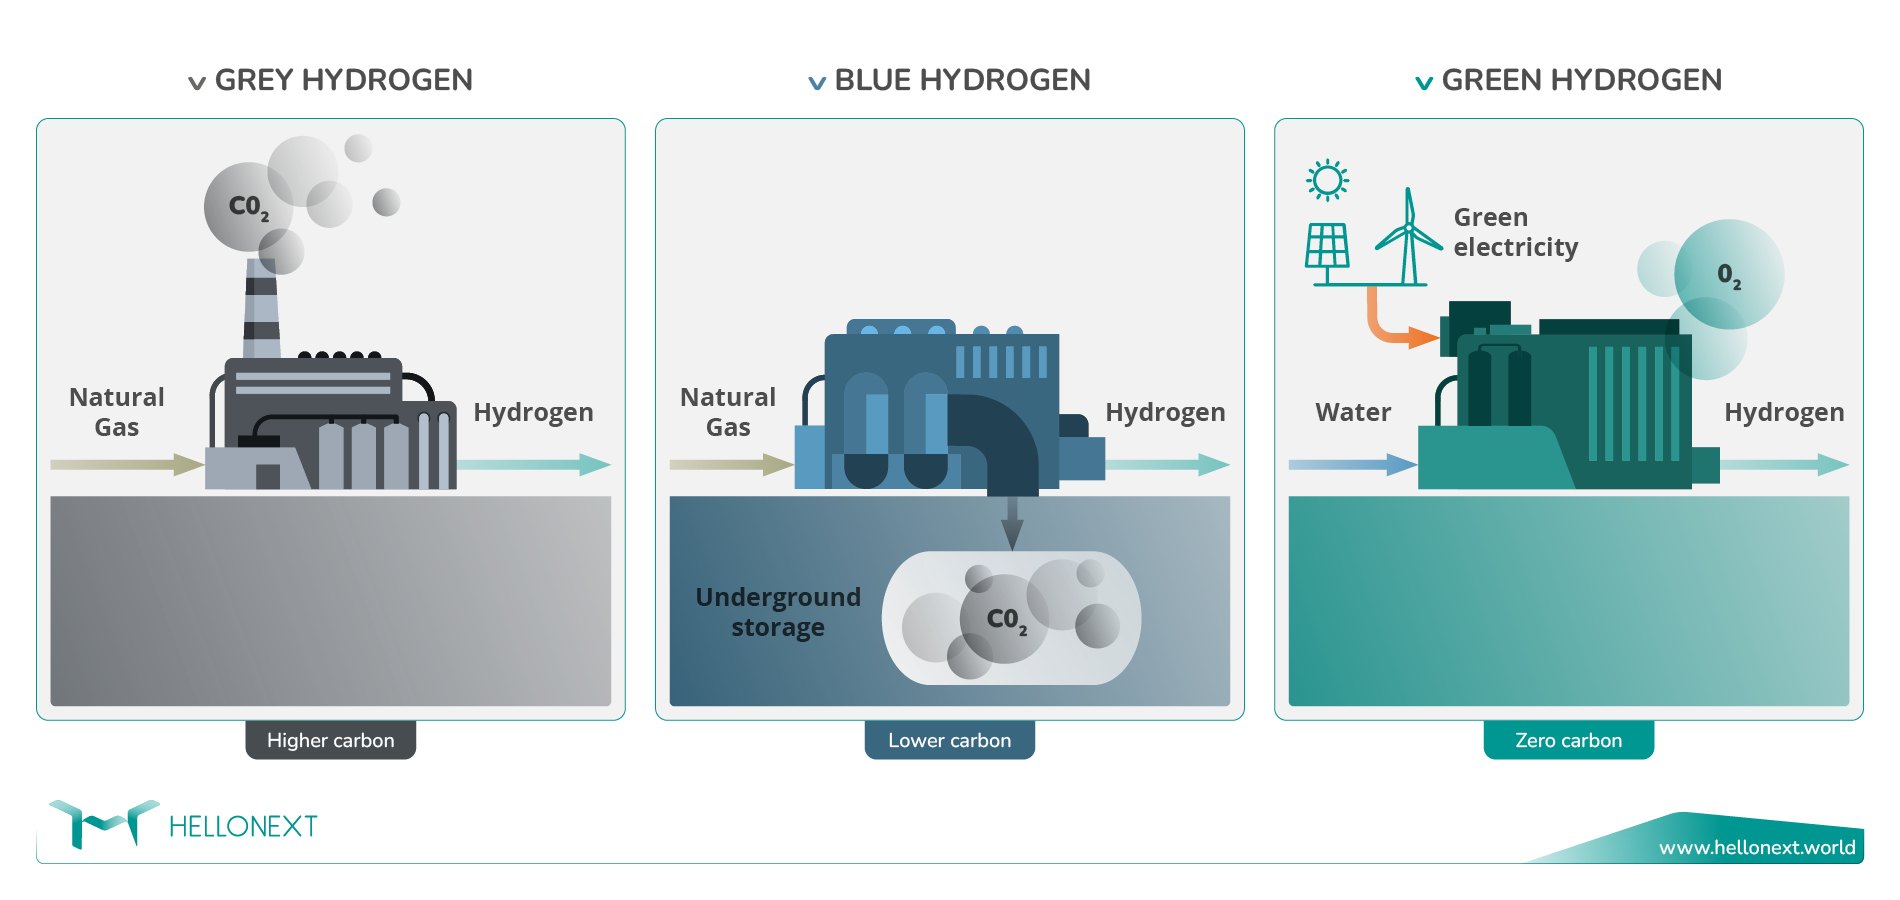 GREY HYDROGEN
CO2
Natural
Gas
Hydrogen
Higher carbon
BLUE HYDROGEN
Natural
Gas
Hydrogen
Underground
storage
CO2
Lower carbon
GREEN HYDROGEN
Green
electricity
O2
Water
Hydrogen
Zero carbon
HELLONEXT
www.hellonext.world